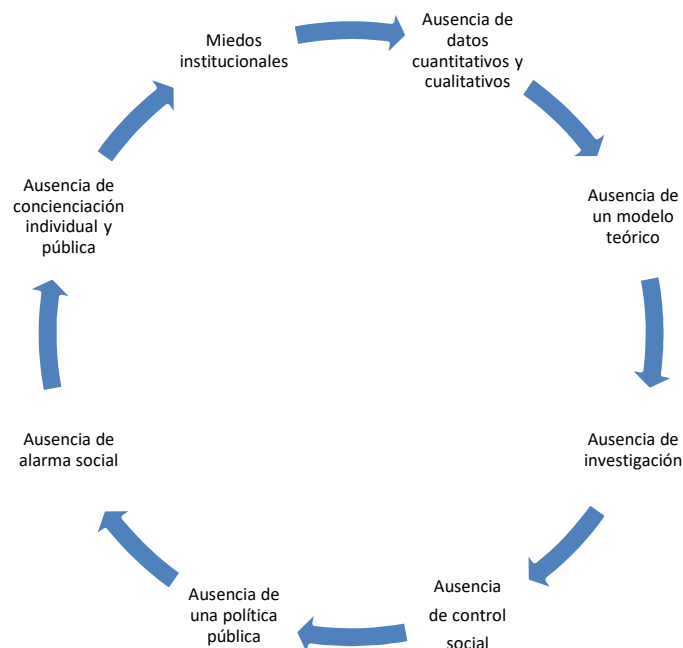 Miedos
institucionales
Ausencia de
datos
cuantitativos y
cualitativos
Ausencia de
un modelo
teórico
Ausencia de
investigación
Ausencia
de control
social
Ausencia de
una política
pública
Ausencia de
alarma social
Ausencia de
concienciación
individual y
pública